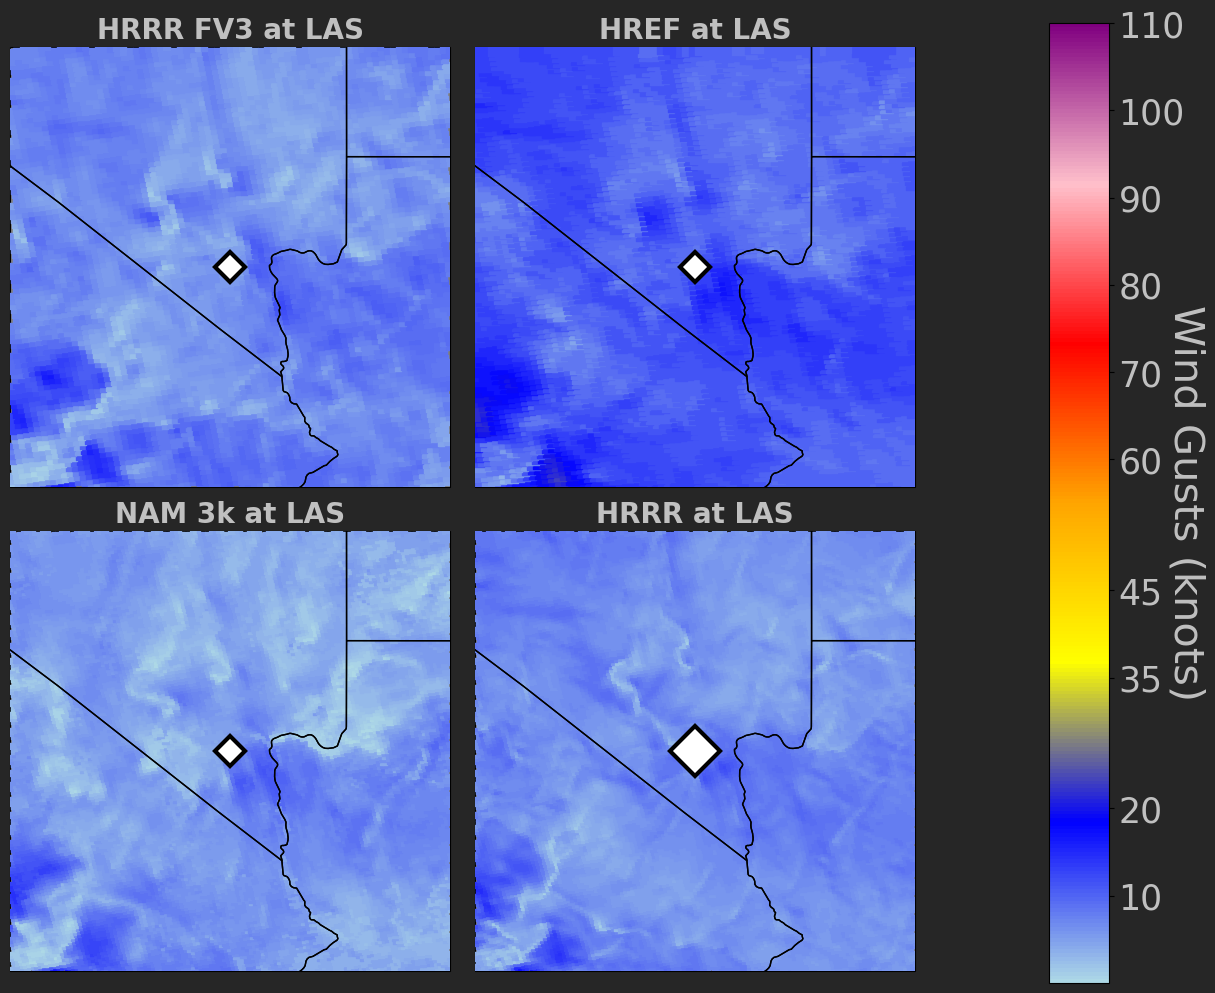 HRRR FV3 at LAS
HREF at LAS
NAM 3k at LAS
HRRR at LAS
110
100
90
80
70
60
45
35
20
10
Wind Gusts (knots)